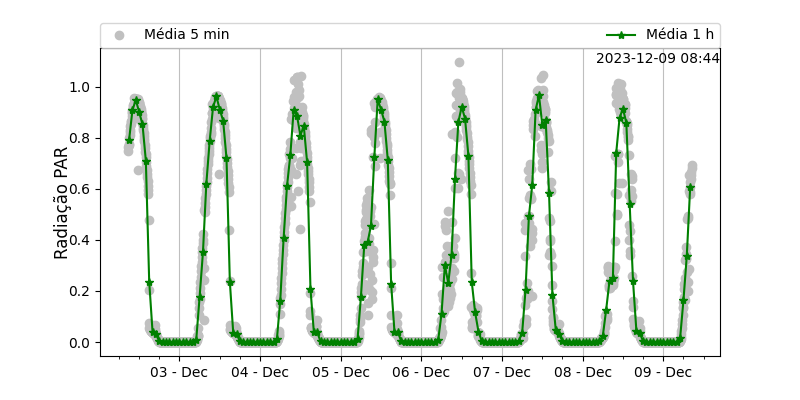 Média 5 min
Média 1 h
2023-12-09 08:44
Radiação PAR
1.0
0.8
0.6
0.4
0.2
0.0
03 - Dec
04 - Dec
05 - Dec
06 - Dec
07 - Dec
08 - Dec
09 - Dec